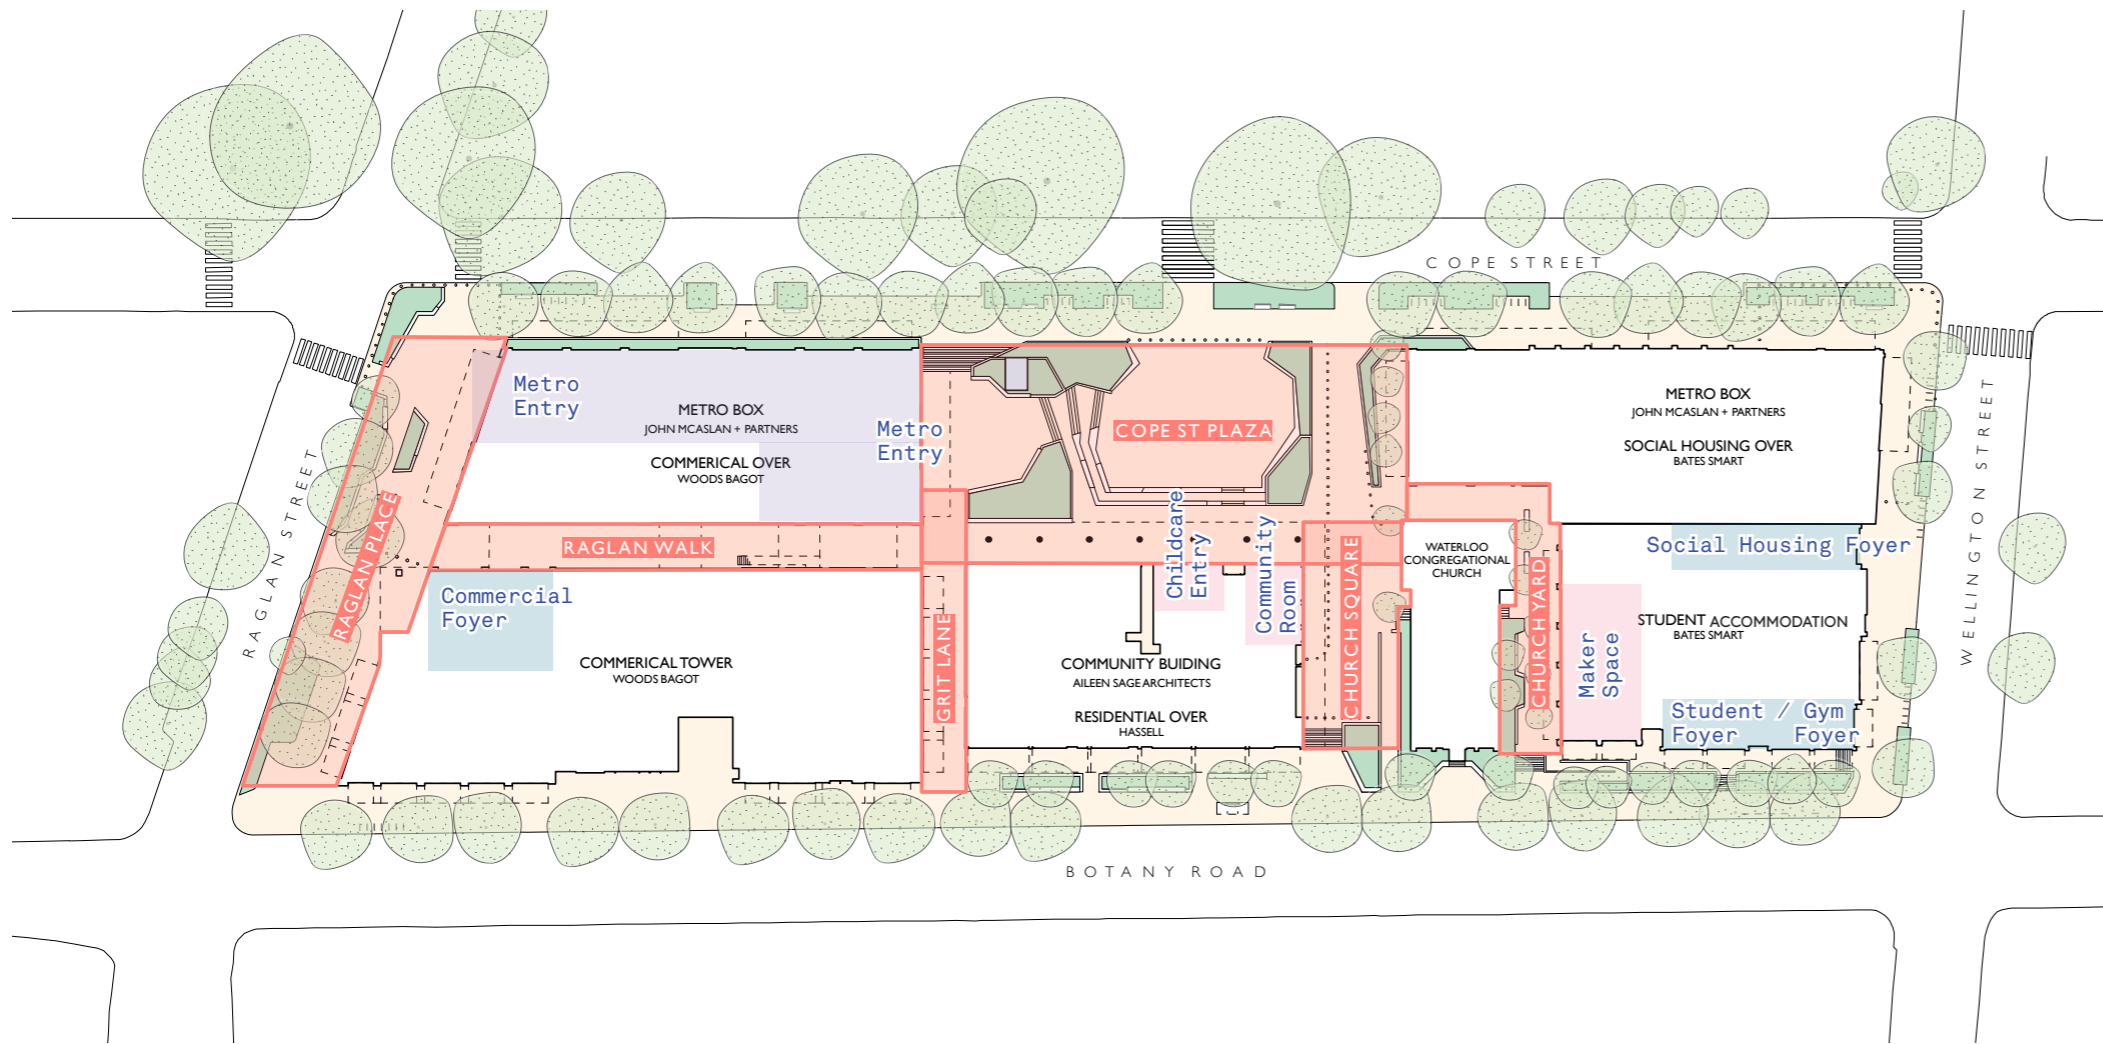 COPE STREET
Metro
Entry
METRO BOX
JOHN MCASLAN + PARTNERS
COMMERICAL OVER
WOODS BAGOT
Metro
Entry
COPE ST PLAZA
METRO BOX
JOHN MCASLAN + PARTNERS
SOCIAL HOUSING OVER
BATES SMART
RAGLAN STREET
RAGLAN PLACE
RAGLAN WALK
Commercial
Foyer
COMMERICAL TOWER
WOODS BAGOT
GRIT LANE
Childcare
Entry
Community
Room
COMMUNITY BUIDING
AILEEN SAGE ARCHITECTS
RESIDENTIAL OVER
HASSELL
CHURCH SQUARE
WATERLOO
CONGREGATIONAL
CHURCH
CHURCH YARD
Social Housing Foyer
Maker
Space
STUDENT ACCOMMODATION
BATES SMART
Student / Gym
Foyer Foyer
WELLINGTON STREET
BOTANY ROAD